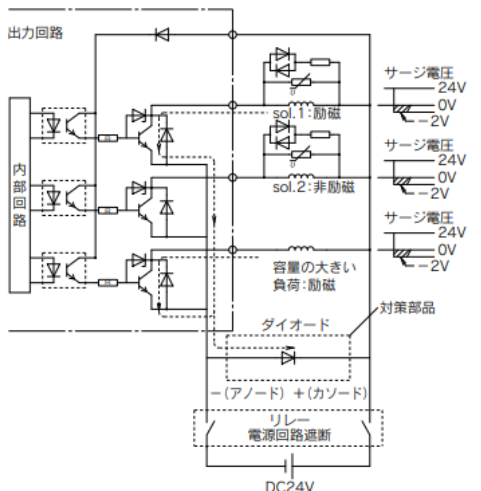 出力回路
内部回路
sol.1：励磁
サージ電圧
24V
0V
−2V
sol.2：非励磁
サージ電圧
24V
0V
−2V
容量の大きい
負荷：励磁
サージ電圧
24V
0V
−2V
対策部品
ダイオード
−（アノード） ＋（カソード）
リレー
電源回路遮断
DC24V